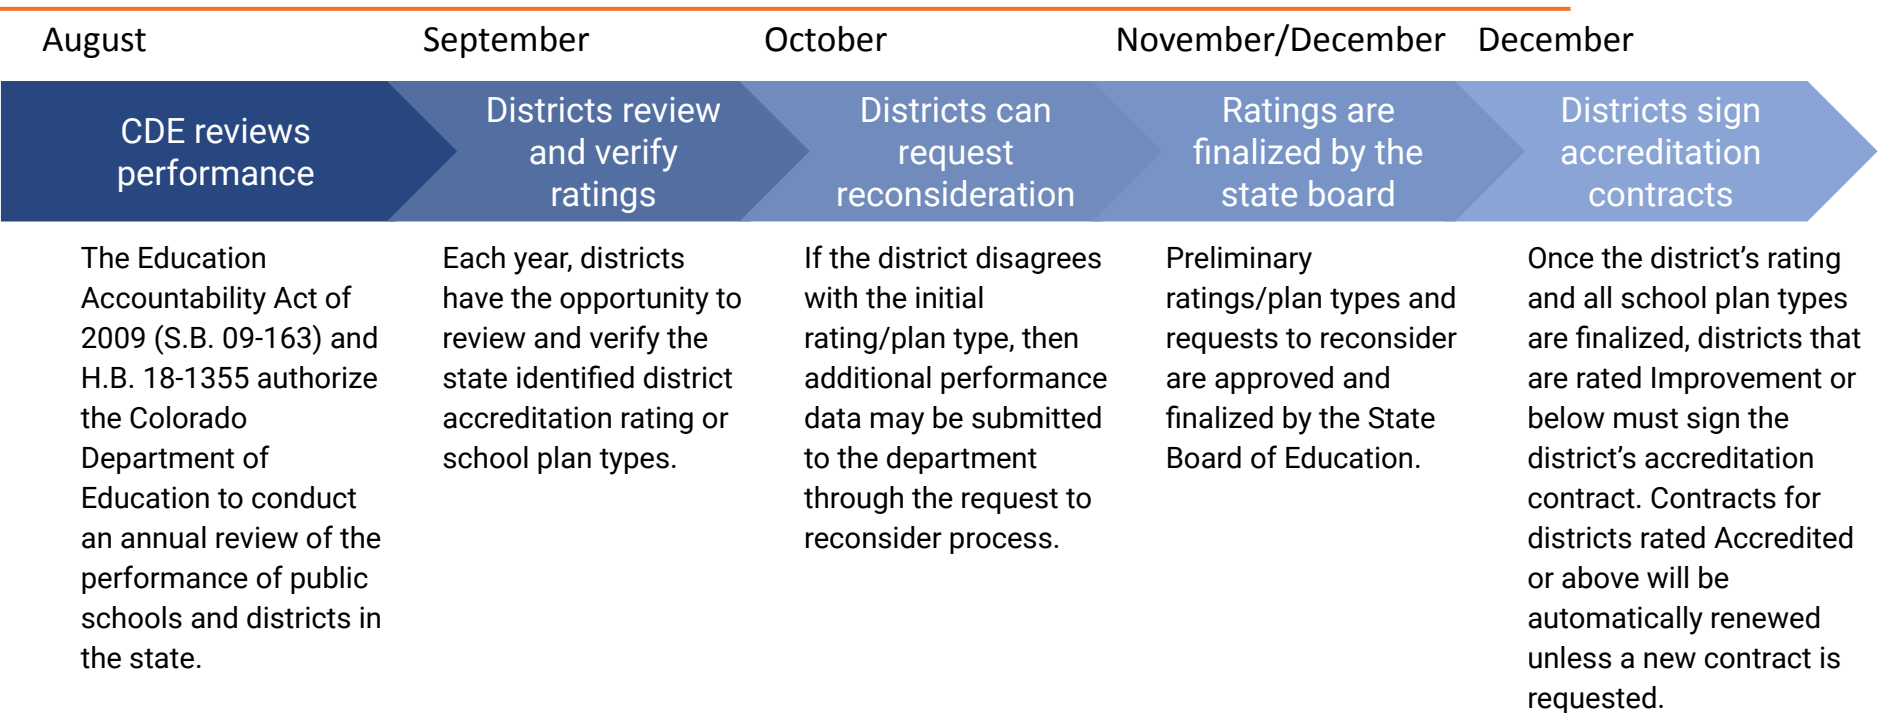 August
September
October
November/December
December
CDE reviews
performance
Districts review
and verify
ratings
Districts can
request
reconsideration
Ratings are
finalized by the
state board
Districts sign
accreditation
contracts
The Education
Accountability Act of
2009 (S.B. 09-163) and
H.B. 18-1355 authorize
the Colorado
Department of
Education to conduct
an annual review of the
performance of public
schools and districts in
the state.
Each year, districts
have the opportunity to
review and verify the
state identified district
accreditation rating or
school plan types.
If the district disagrees
with the initial
rating/plan type, then
additional performance
data may be submitted
to the department
through the request to
reconsider process.
Preliminary
ratings/plan types and
requests to reconsider
are approved and
finalized by the State
Board of Education.
Once the district’s rating
and all school plan types
are finalized, districts that
are rated Improvement or
below must sign the
district’s accreditation
contract. Contracts for
districts rated Accredited
or above will be
automatically renewed
unless a new contract is
requested.